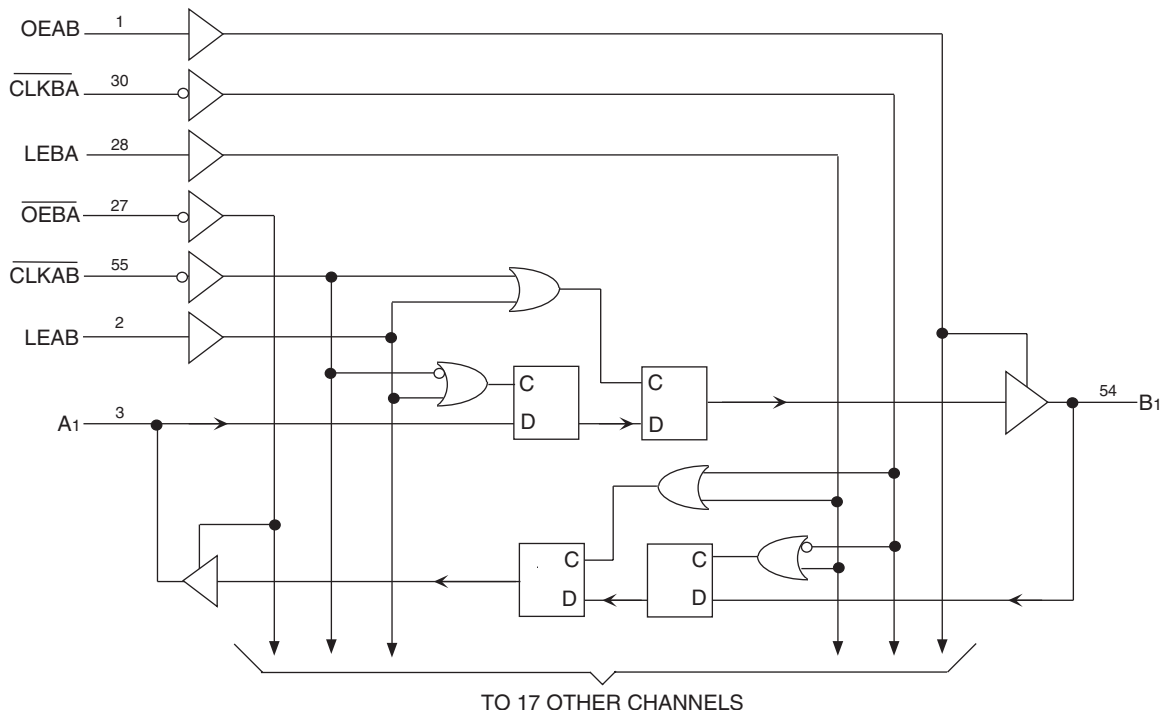 OEAB 1
CLKBA 30
LEBA 28
OEBA 27
CLKAB 55
LEAB 2
C
D
C
D
A1 3
54 B1
C
D
C
D
TO 17 OTHER CHANNELS